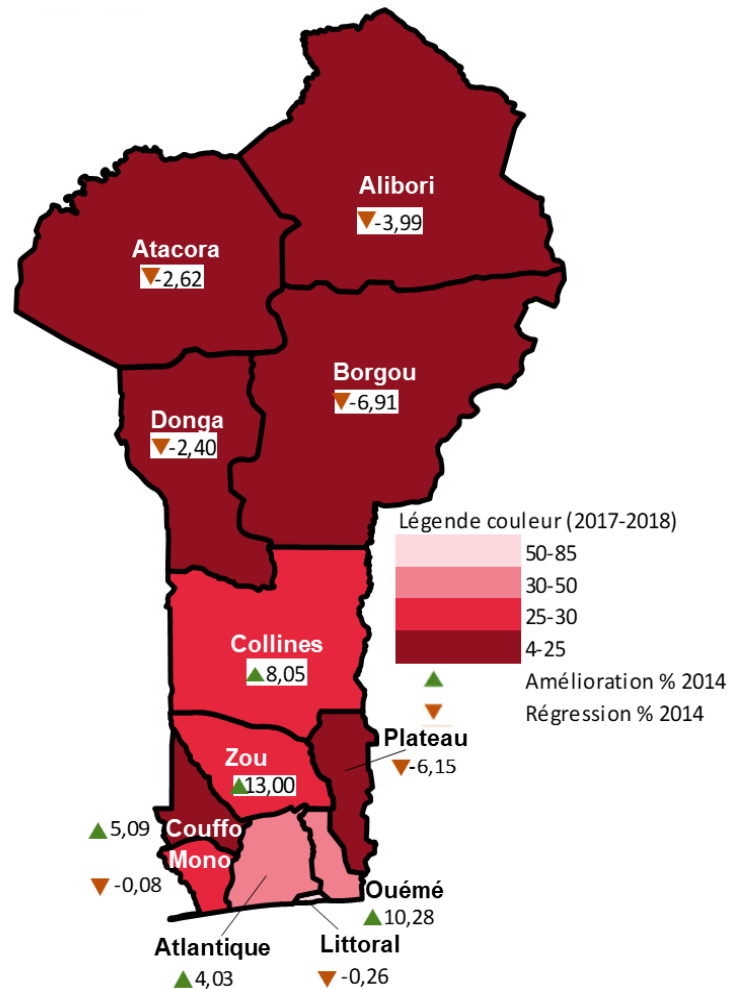 Alibori
-3,99
Atacora
-2,62
Borgou
-6,91
Donga
-2,40
Légende couleur (2017-2018)
50-85
30-50
25-30
4-25
Amélioration % 2014
Régression % 2014
Collines
8,05
Plateau
-6,15
Zou
13,00
Couffo
5,09
Mono
-0,08
Ouémé
10,28
Atlantique
4,03
Littoral
-0,26